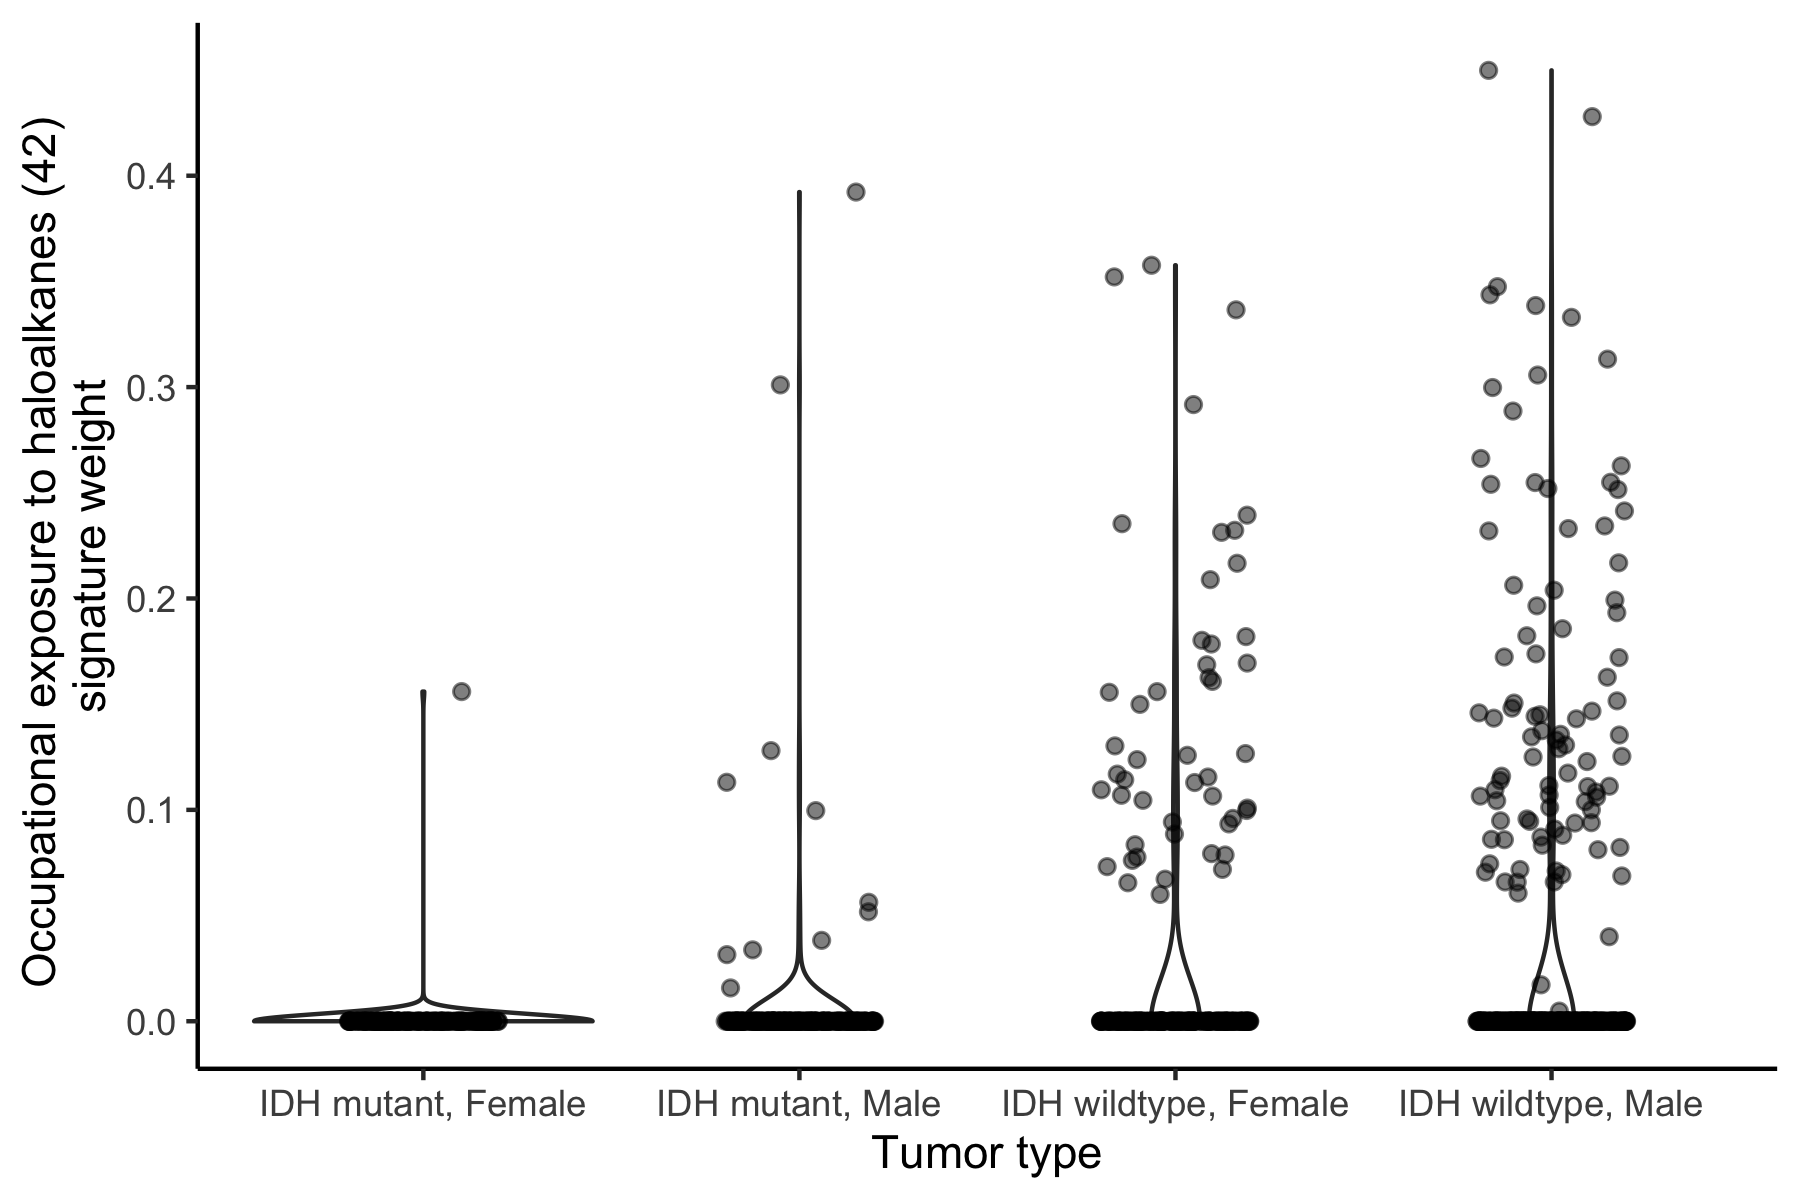 Occupational exposure to haloalkanes (42)
signature weight
0.4
0.3
0.2
0.1
0.0
IDH mutant, Female
IDH mutant, Male
IDH wildtype, Female
IDH wildtype, Male
Tumor type